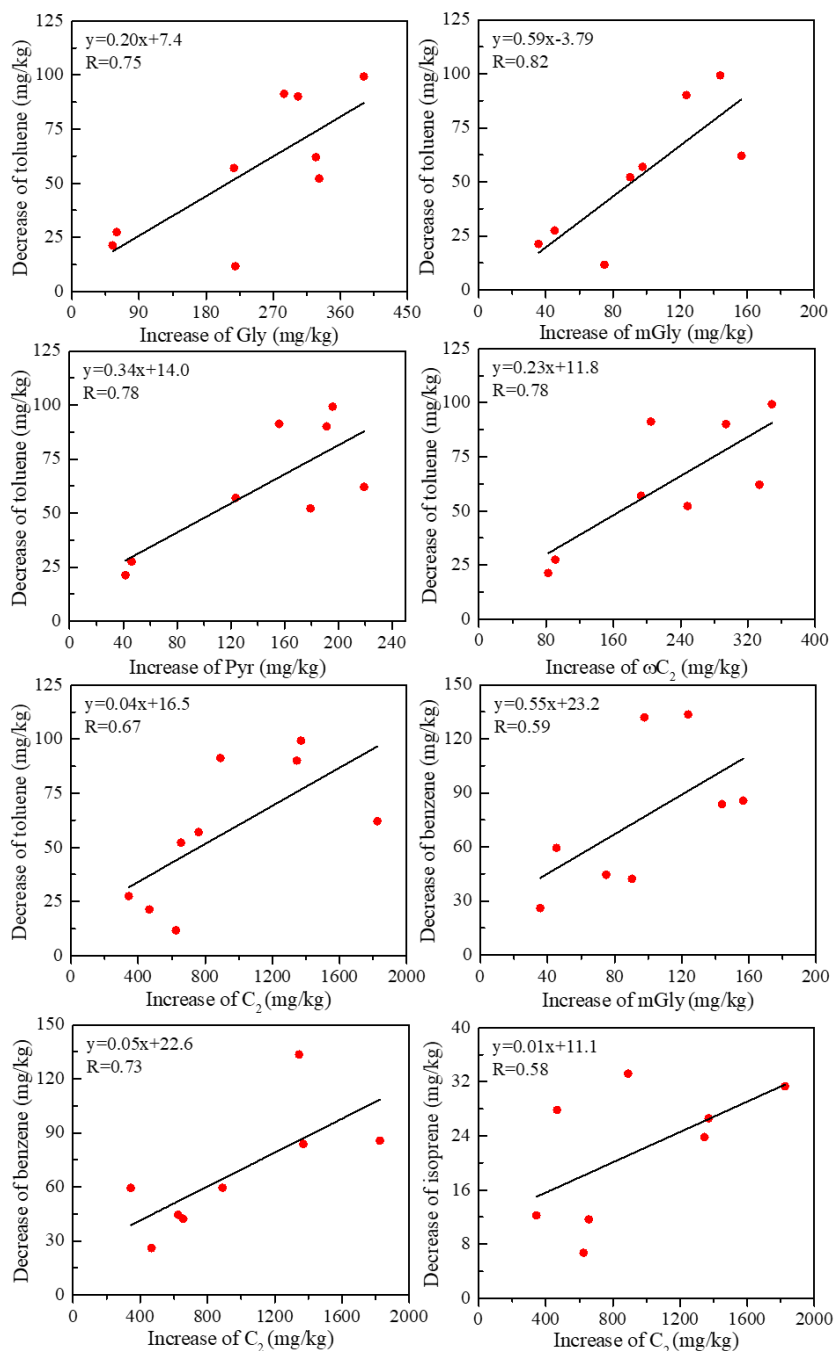 y=0.20x+7.4
R=0.75
Decrease of toluene (mg/kg)
125
100
75
50
25
0
0 90 180 270 360 450
Increase of Gly (mg/kg)
y=0.59x-3.79
R=0.82
Decrease of toluene (mg/kg)
125
100
75
50
25
0
0 40 80 120 160 200
Increase of mGly (mg/kg)
y=0.34x+14.0
R=0.78
Decrease of toluene (mg/kg)
125
100
75
50
25
0
0 40 80 120 160 200 240
Increase of Pyr (mg/kg)
y=0.23x+11.8
R=0.78
Decrease of toluene (mg/kg)
125
100
75
50
25
0
0 80 160 240 320 400
Increase of ωC₂ (mg/kg)
y=0.04x+16.5
R=0.67
Decrease of toluene (mg/kg)
125
100
75
50
25
0
0 400 800 1200 1600 2000
Increase of C₂ (mg/kg)
y=0.55x+23.2
R=0.59
Decrease of benzene (mg/kg)
150
120
90
60
30
0
0 40 80 120 160 200
Increase of mGly (mg/kg)
y=0.05x+22.6
R=0.73
Decrease of benzene (mg/kg)
150
120
90
60
30
0
0 400 800 1200 1600 2000
Increase of C₂ (mg/kg)
y=0.01x+11.1
R=0.58
Decrease of isoprene (mg/kg)
40
32
24
16
8
0
0 400 800 1200 1600 2000
Increase of C₂ (mg/kg)